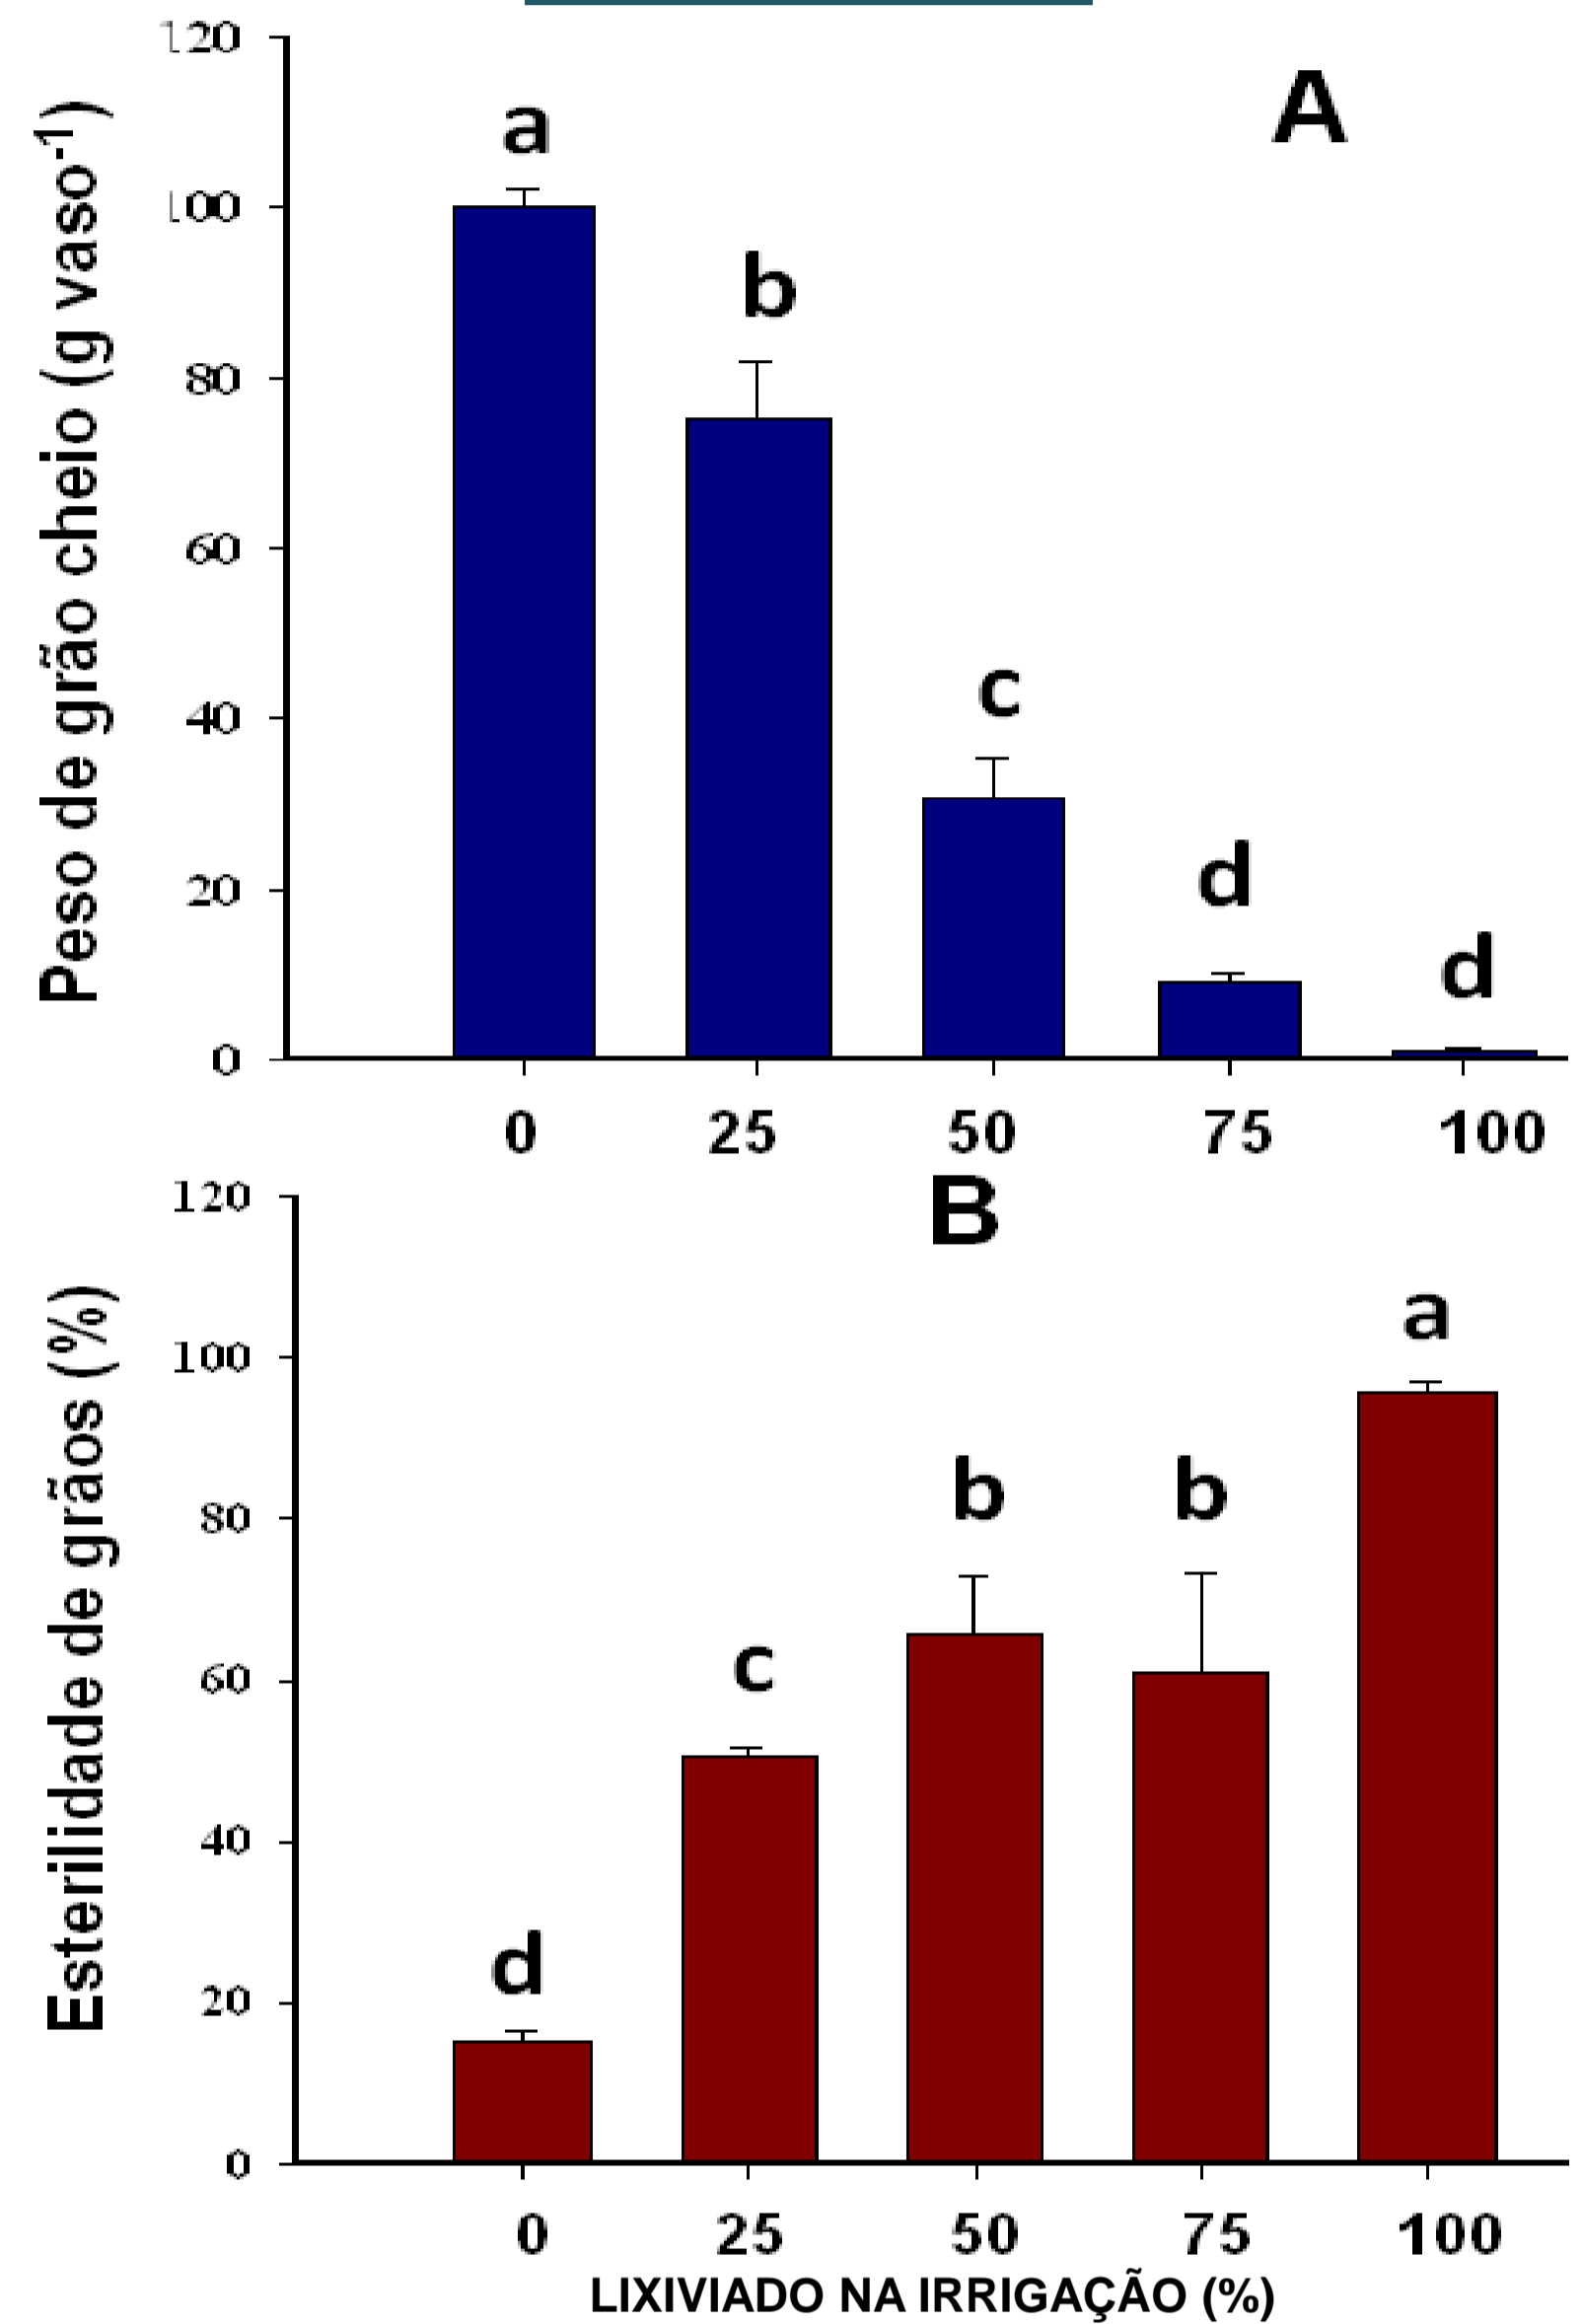 120
A
a
100
b
80
60
Peso de grão cheio (g vaso-1)
c
40
d
20
d
0
0 25 50 75 100
B
120
a
100
b b
80
c
60
Esterilidade de grãos (%)
40
d
20
0
0 25 50 75 100
LIXIVIADO NA IRRIGAÇÃO (%)